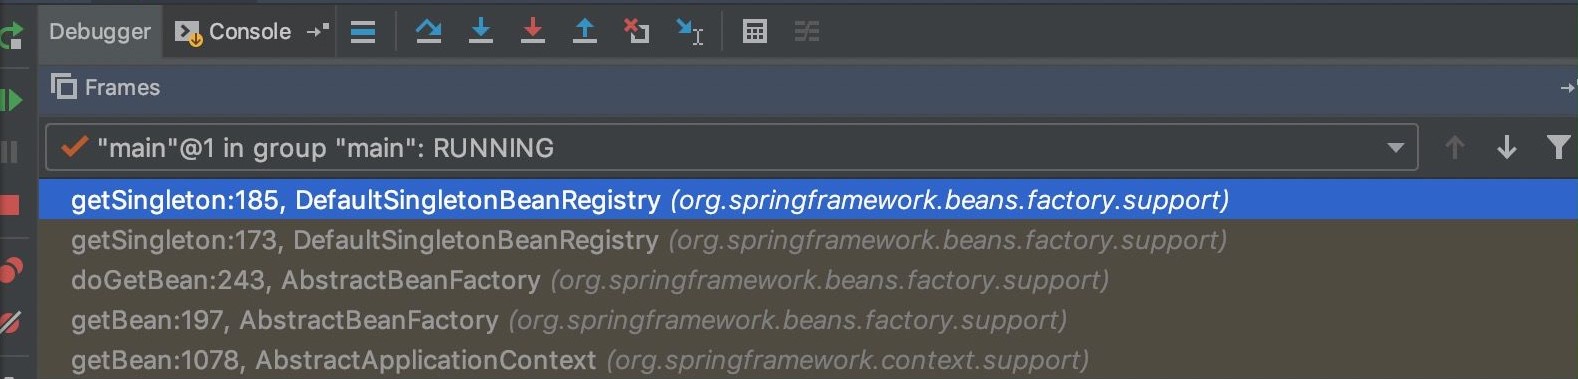 Debugger Console
Frames
"main"@1 in group "main": RUNNING
getSingleton:185, DefaultSingletonBeanRegistry (org.springframework.beans.factory.support)
getSingleton:173, DefaultSingletonBeanRegistry (org.springframework.beans.factory.support)
doGetBean:243, AbstractBeanFactory (org.springframework.beans.factory.support)
getBean:197, AbstractBeanFactory (org.springframework.beans.factory.support)
getBean:1078, AbstractApplicationContext (org.springframework.context.support)